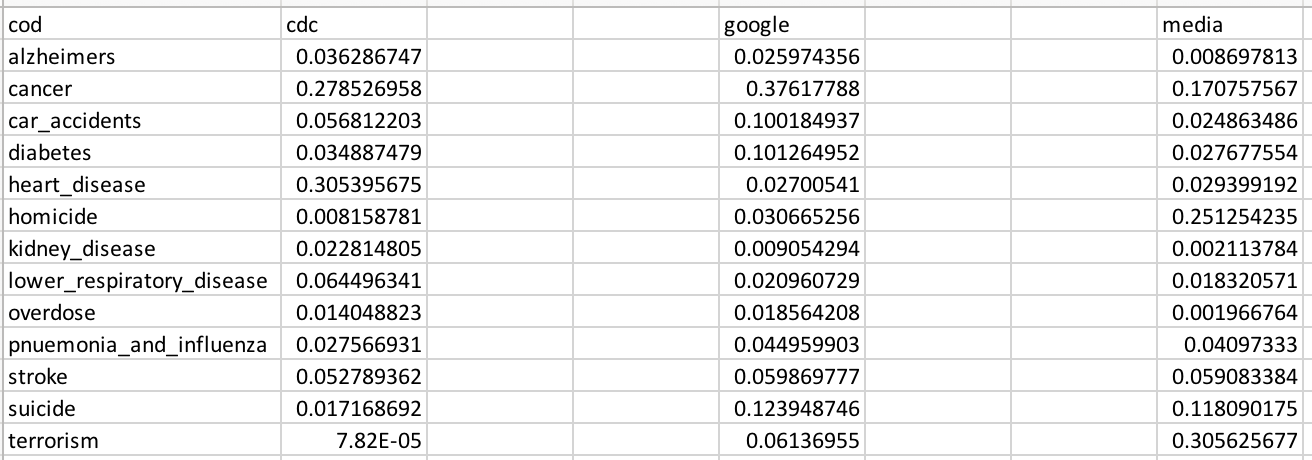 cod cdc google media
alzheimers 0.036286747 0.025974356 0.008697813
cancer 0.278526958 0.37617788 0.170757567
car_accidents 0.056812203 0.100184937 0.024863486
diabetes 0.034887479 0.101264952 0.027677554
heart_disease 0.305395675 0.02700541 0.029399192
homicide 0.008158781 0.030665256 0.251254235
kidney_disease 0.022814805 0.009054294 0.002113784
lower_respiratory_disease 0.064496341 0.020960729 0.018320571
overdose 0.014048823 0.018564208 0.001966764
pnuemonia_and_influenza 0.027566931 0.044959903 0.04097333
stroke 0.052789362 0.059869777 0.059083384
suicide 0.017168692 0.123948746 0.118090175
terrorism 7.82E-05 0.06136955 0.305625677